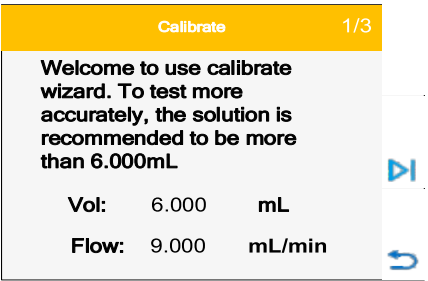 Calibrate 1/3
Welcome to use calibrate
wizard. To test more
accurately, the solution is
recommended to be more
than 6.000mL
Vol: 6.000 mL
Flow: 9.000 mL/min